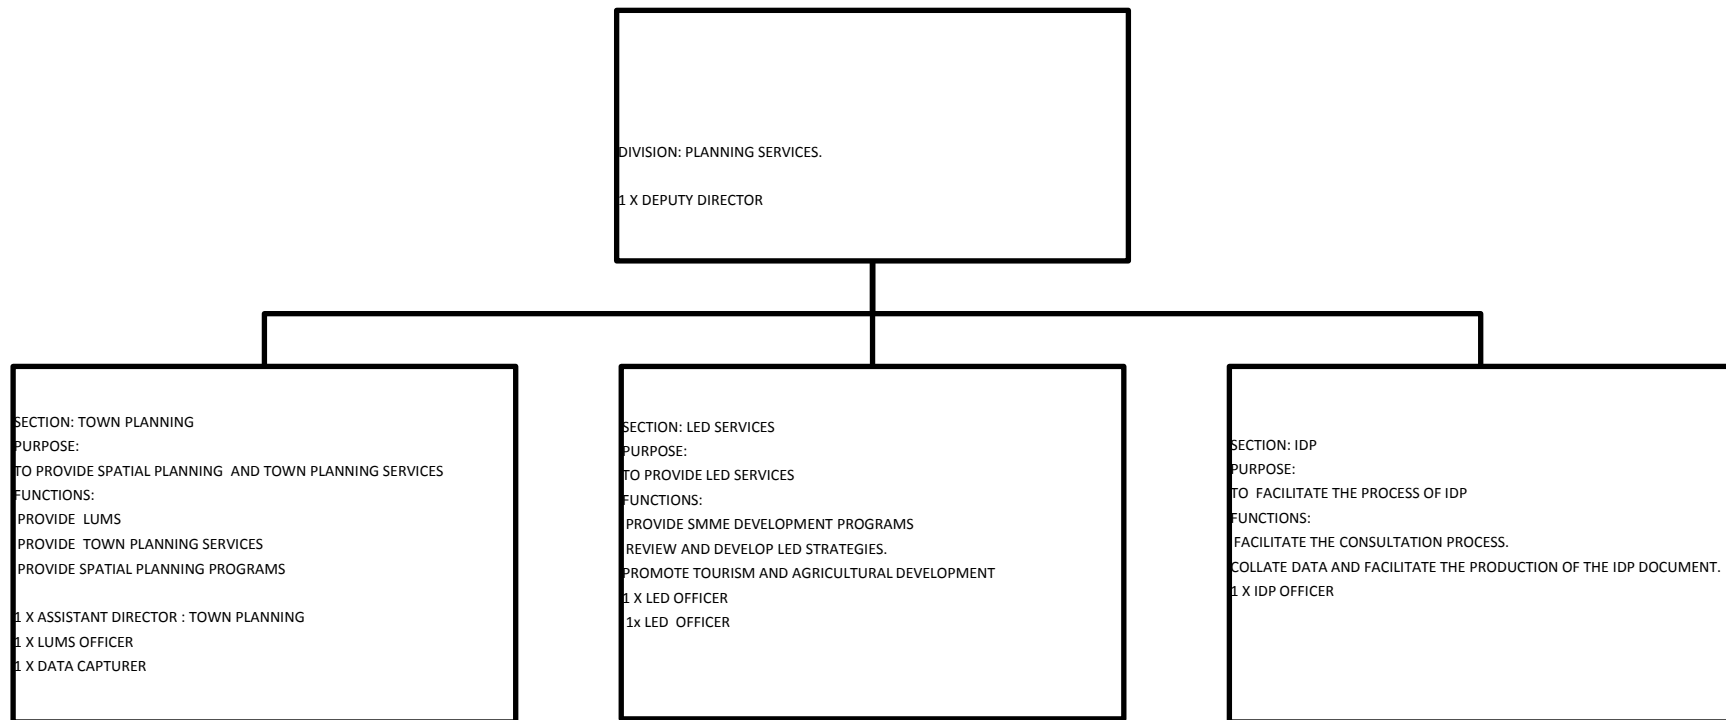 DIVISION: PLANNING SERVICES.
1 X DEPUTY DIRECTOR
SECTION: TOWN PLANNING
PURPOSE:
TO PROVIDE SPATIAL PLANNING AND TOWN PLANNING SERVICES
FUNCTIONS:
PROVIDE LUMS
PROVIDE TOWN PLANNING SERVICES
PROVIDE SPATIAL PLANNING PROGRAMS
1 X ASSISTANT DIRECTOR : TOWN PLANNING
1 X LUMS OFFICER
1 X DATA CAPTURER
SECTION: LED SERVICES
PURPOSE:
TO PROVIDE LED SERVICES
FUNCTIONS:
PROVIDE SMME DEVELOPMENT PROGRAMS
REVIEW AND DEVELOP LED STRATEGIES.
PROMOTE TOURISM AND AGRICULTURAL DEVELOPMENT
1 X LED OFFICER
1x LED OFFICER
SECTION: IDP
PURPOSE:
TO FACILITATE THE PROCESS OF IDP
FUNCTIONS:
FACILITATE THE CONSULTATION PROCESS.
COLLATE DATA AND FACILITATE THE PRODUCTION OF THE IDP DOCUMENT.
1 X IDP OFFICER